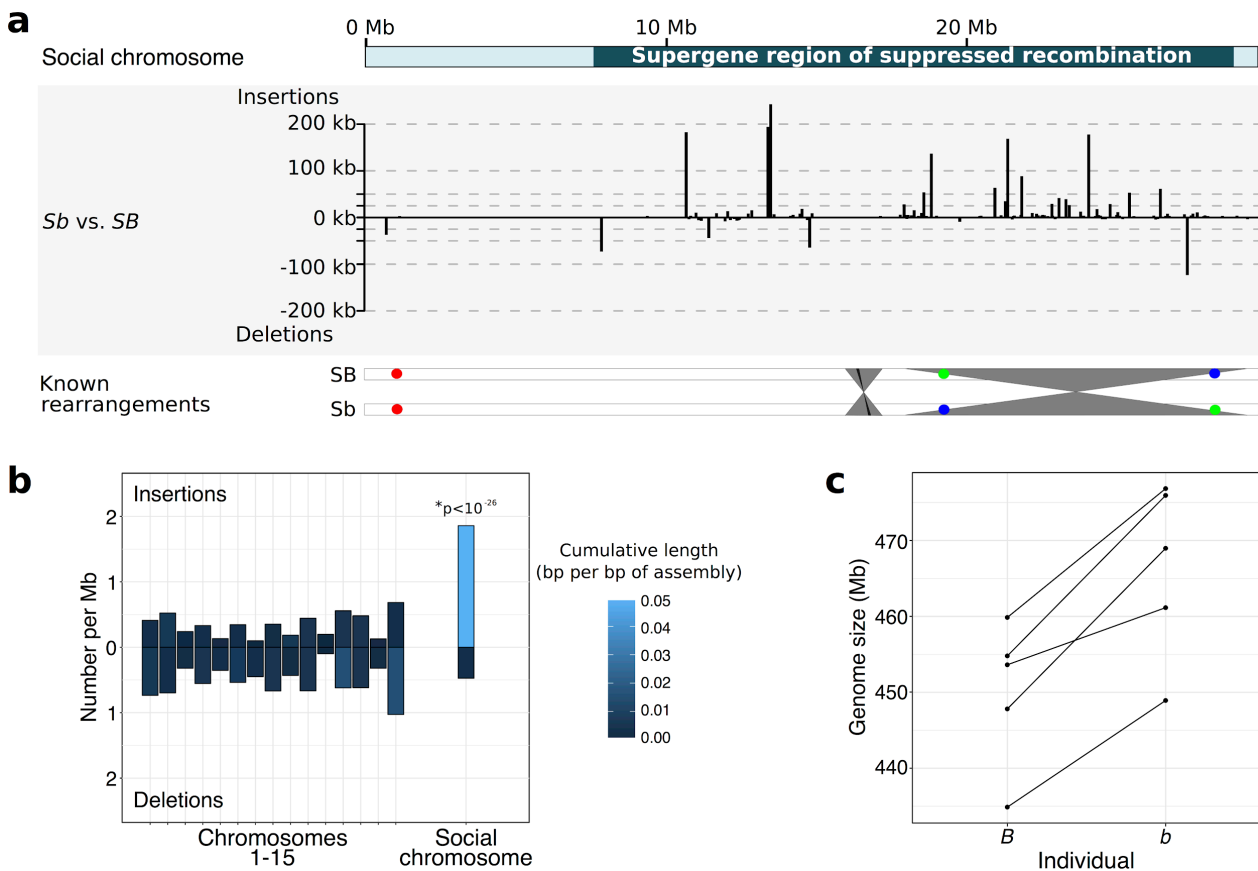 a
0 Mb 10 Mb 20 Mb
Social chromosome
Supergene region of suppressed recombination
Insertions
200 kb
100 kb
0 kb
-100 kb
-200 kb
Deletions
Sb vs. SB
Known
rearrangements
SB
Sb
b
Insertions
*p<10-26
2
1
0
1
2
Number per Mb
Deletions
Chromosomes
1-15
Social
chromosome
Cumulative length
(bp per bp of assembly)
0.05
0.04
0.03
0.02
0.01
0.00
c
470
460
450
440
Genome size (Mb)
B b
Individual